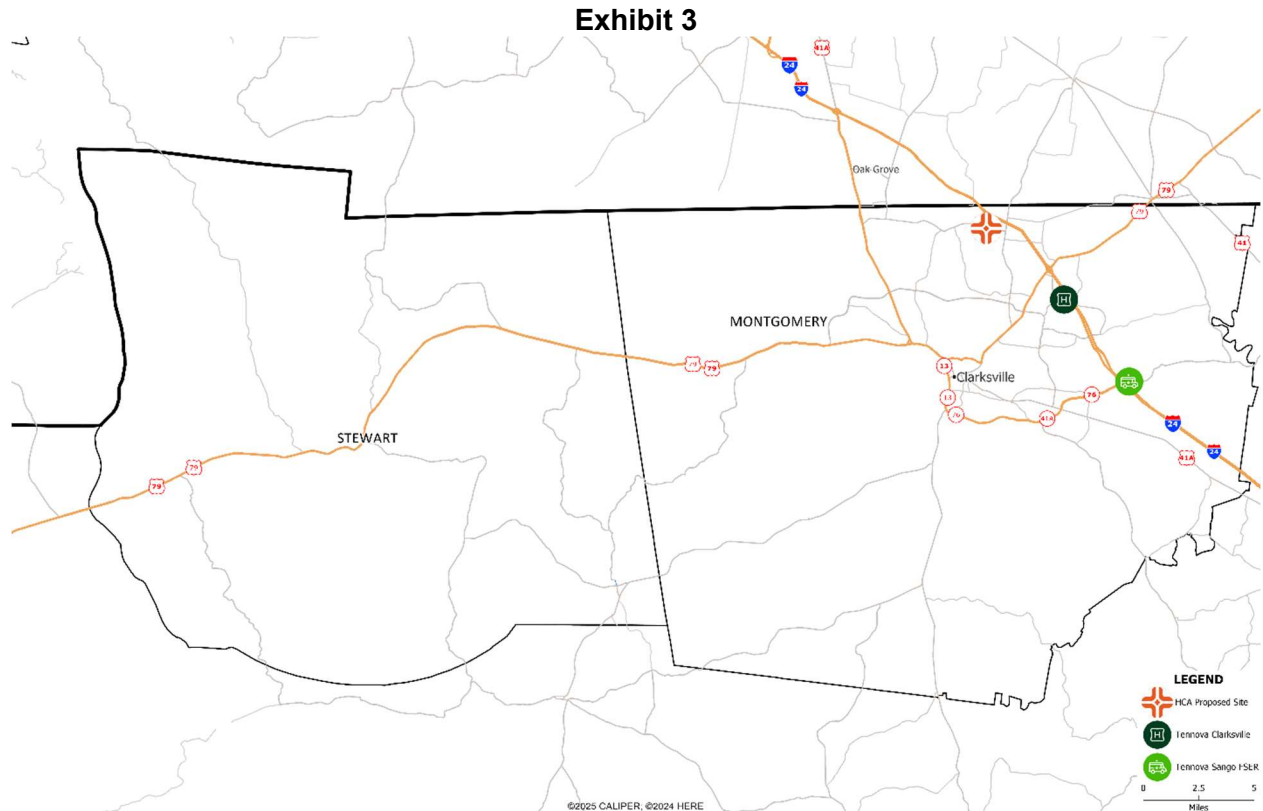 Exhibit 3
41A
24
24
Oak Grove
79
79
41
MONTGOMERY
79
79
13
Clarksville
13
76
76
41A
24
24
41A
STEWART
79
79
LEGEND
HCA Proposed Site
Tennova Clarksville
Tennova Sango FSER
0 2.5 5
Miles
©2025 CALIPER; ©2024 HERE